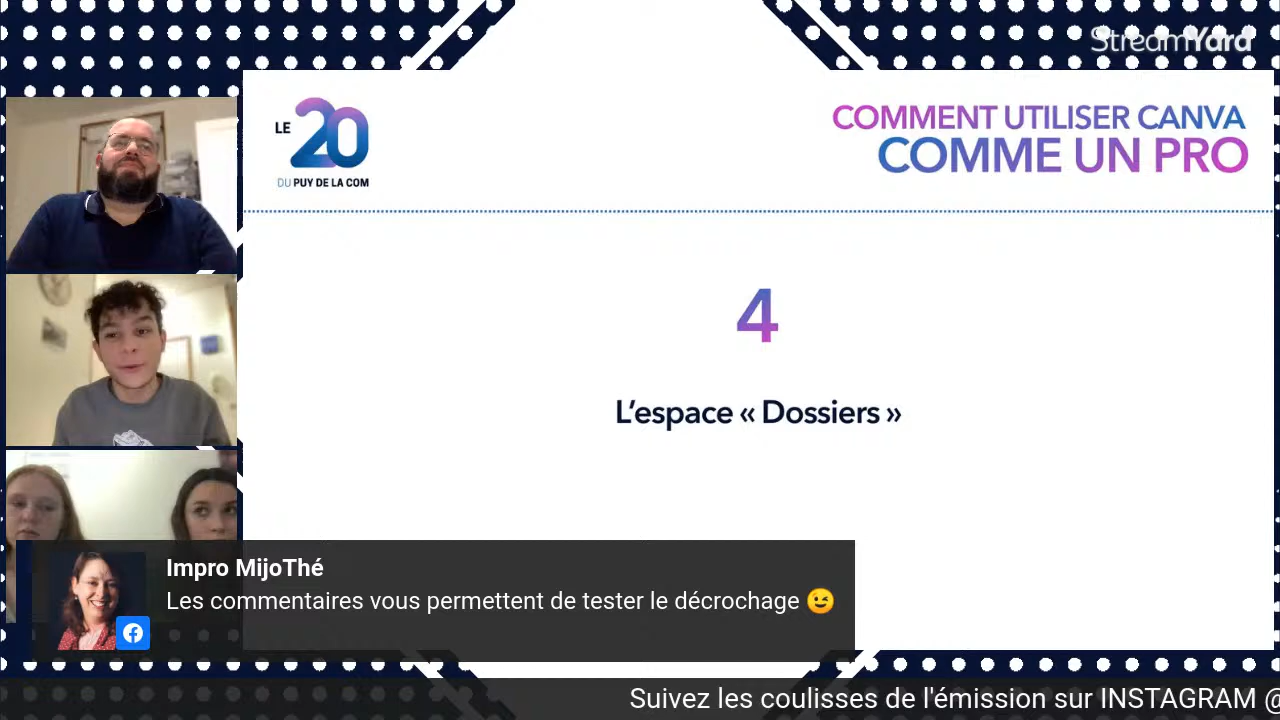 StreamYard
LE 20
DU PUY DE LA COM
COMMENT UTILISER CANVA
COMME UN PRO
4
L’espace « Dossiers »
Impro MijoThé
Les commentaires vous permettent de tester le décrochage 😉
Suivez les coulisses de l'émission sur INSTAGRAM @